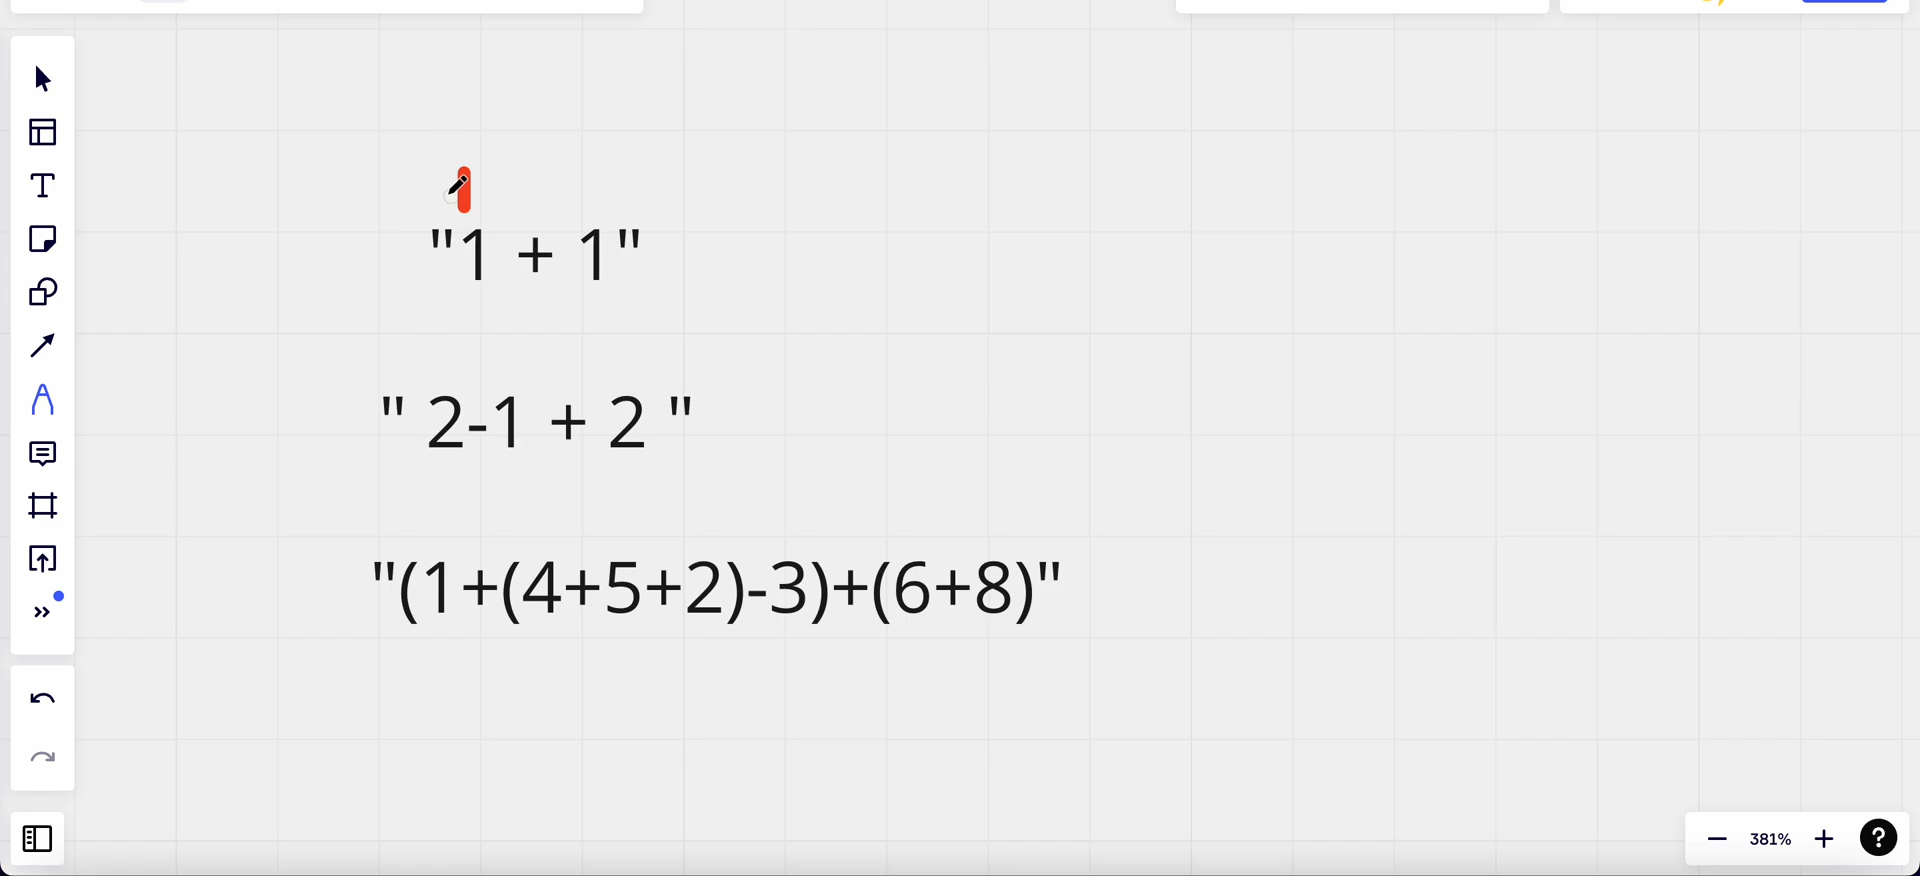 "1 + 1"
" 2-1 + 2 "
"(1+(4+5+2)-3)+(6+8)"
381%